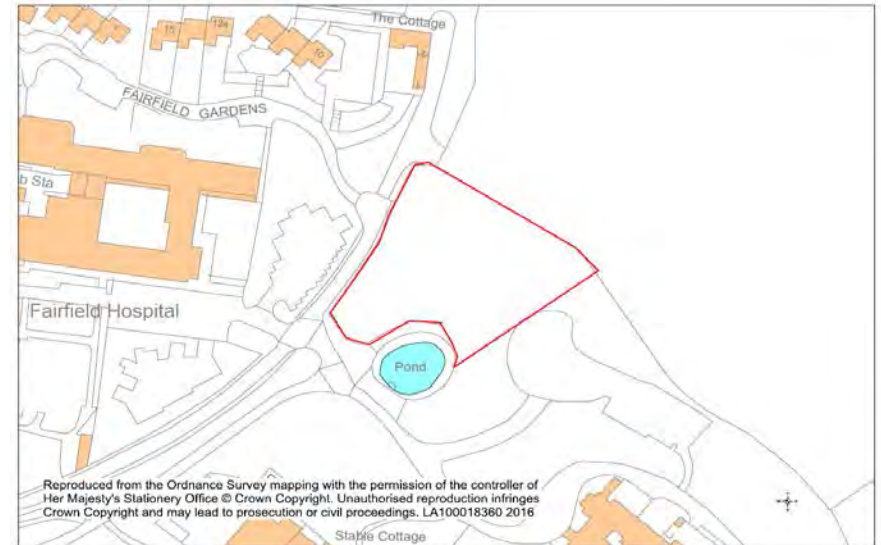 The Cottage
15
12a
10
FAIRFIELD GARDENS
b Sta
Fairfield Hospital
Pond
Reproduced from the Ordnance Survey mapping with the permission of the controller of
Her Majesty's Stationery Office © Crown Copyright. Unauthorised reproduction infringes
Crown Copyright and may lead to prosecution or civil proceedings. LA100018360 2016
Stable Cottage